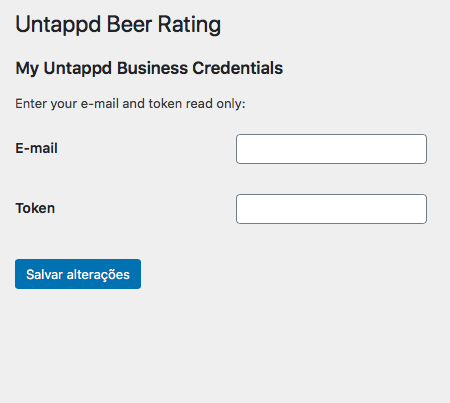 Untappd Beer Rating
My Untappd Business Credentials
Enter your e-mail and token read only:
E-mail
Token
Salvar alterações